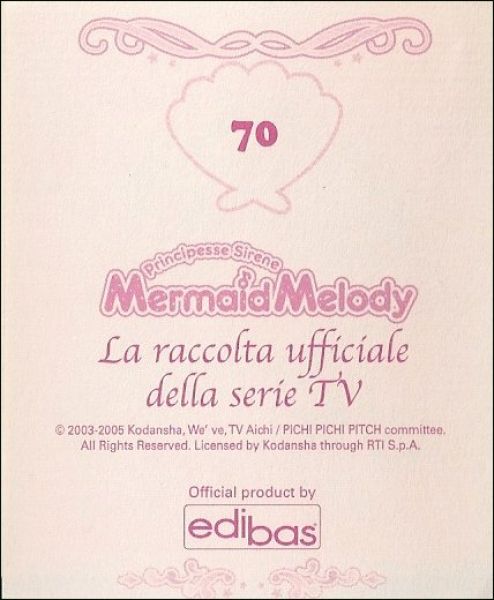 70
Principesse Sirene
Mermaid Melody
La raccolta ufficiale
della serie TV
© 2003-2005 Kodansha, We' ve, TV Aichi / PICHI PICHI PITCH committee.
All Rights Reserved. Licensed by Kodansha through RTI S.p.A.
Official product by
edibas